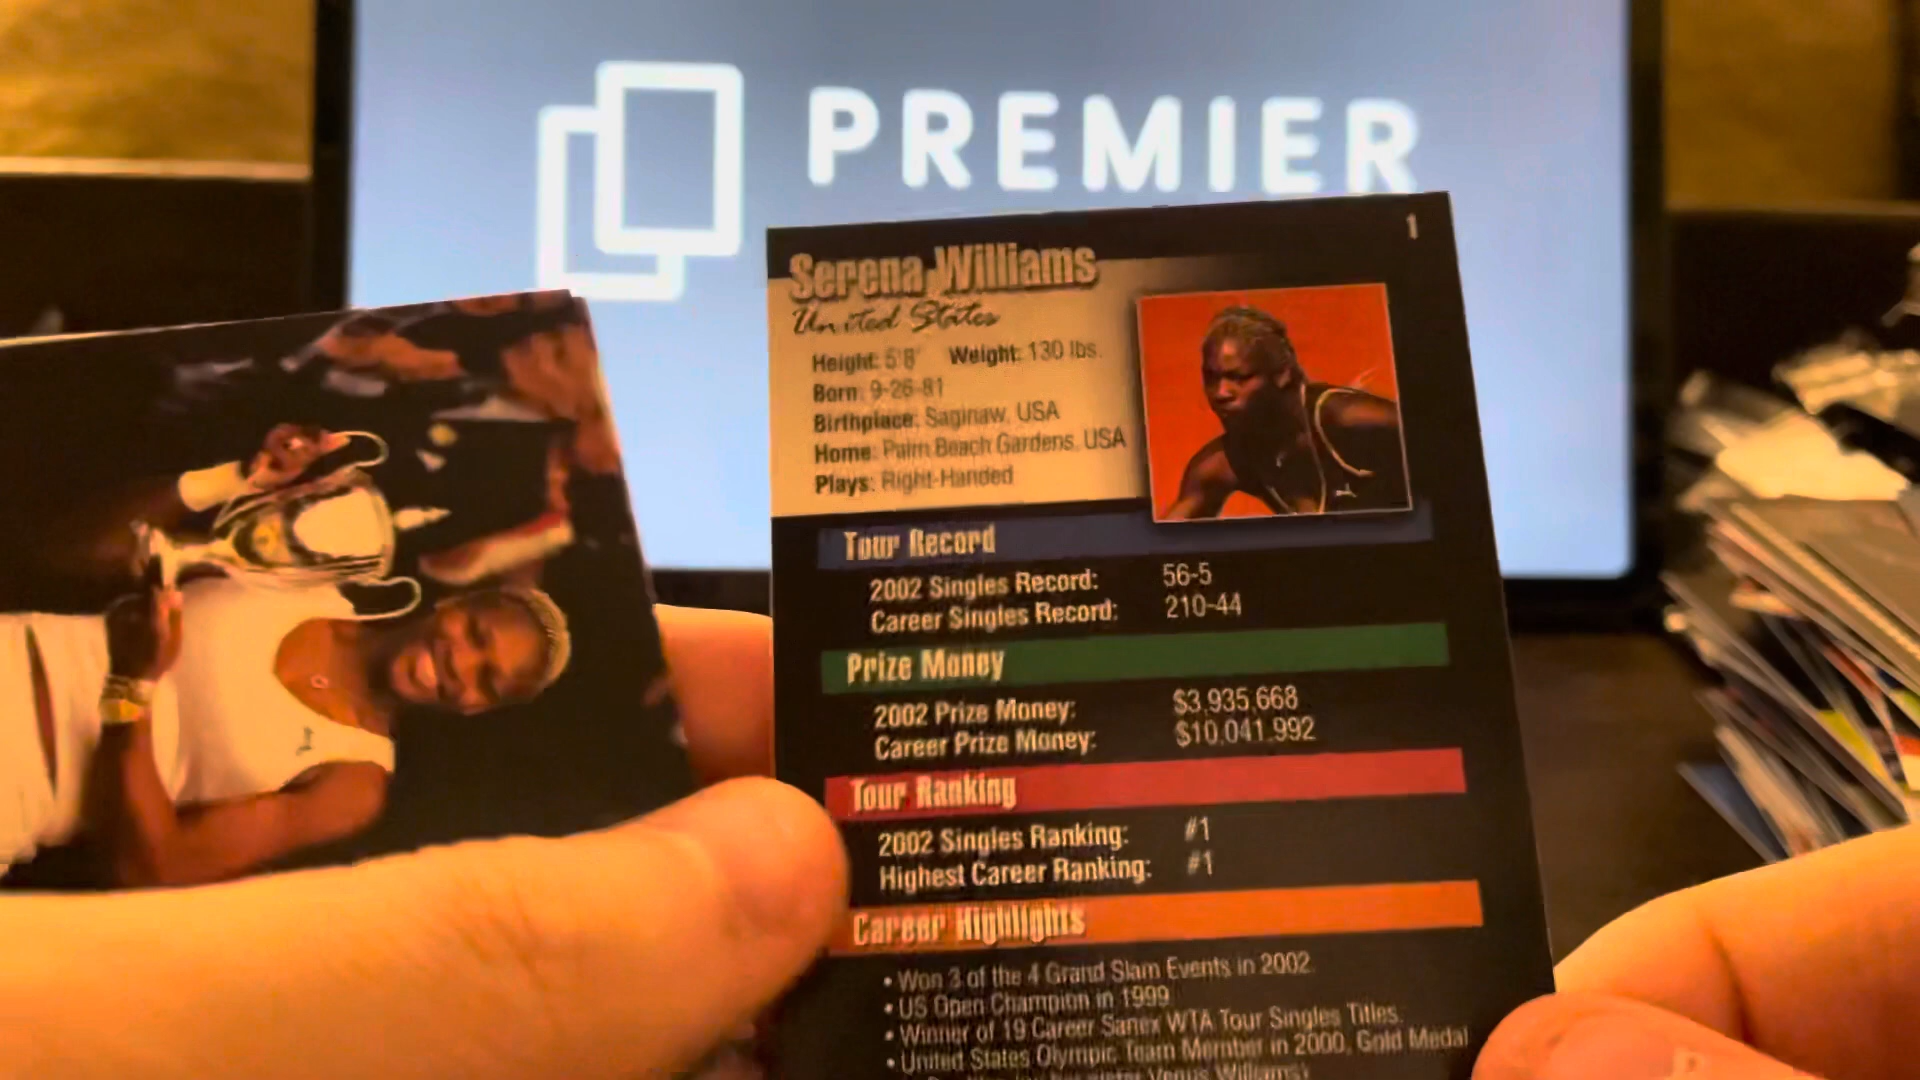 PREMIER
1
Serena Williams
United States
Height: 5'8" Weight: 130 lbs.
Born: 9-26-81
Birthplace: Saginaw, USA
Home: Palm Beach Gardens, USA
Plays: Right-Handed
Tour Record
2002 Singles Record: 56-5
Career Singles Record: 210-44
Prize Money
2002 Prize Money: $3,935,668
Career Prize Money: $10,041,992
Tour Ranking
2002 Singles Ranking: #1
Highest Career Ranking: #1
Career Highlights
• Won 3 of the 4 Grand Slam Events in 2002.
• US Open Champion in 1999
• Winner of 19 Career Sanex WTA Tour Singles Titles.
• United States Olympic Team Member in 2000, Gold Medal
sister Venus Williams)